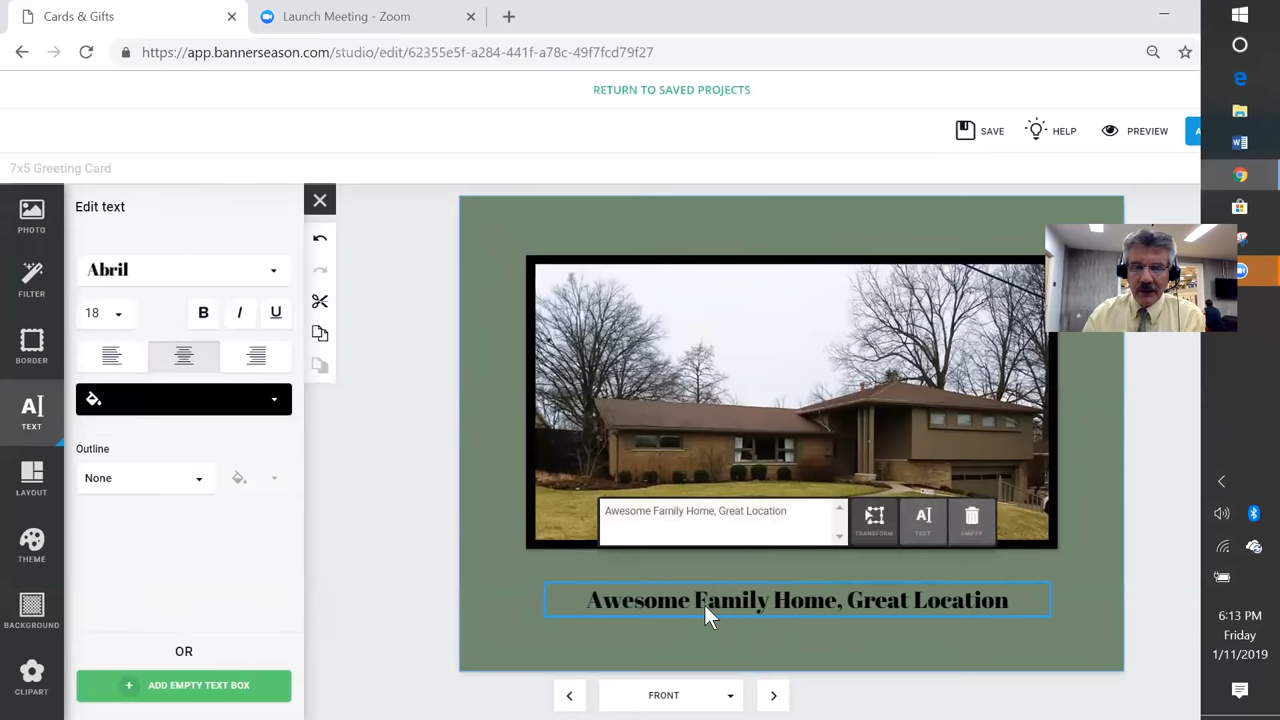 Cards & Gifts
Launch Meeting - Zoom
https://app.bannerseason.com/studio/edit/62355e5f-a284-441f-a78c-49f7fcd79f27
RETURN TO SAVED PROJECTS
SAVE
HELP
PREVIEW
A
7x5 Greeting Card
PHOTO
FILTER
BORDER
TEXT
LAYOUT
THEME
BACKGROUND
CLIPART
Edit text
Abril
18
B
I
U
Outline
None
OR
+ ADD EMPTY TEXT BOX
Awesome Family Home, Great Location
TRANSFORM
TEXT
EMPTY
Awesome Family Home, Great Location
FRONT
6:13 PM
Friday
1/11/2019